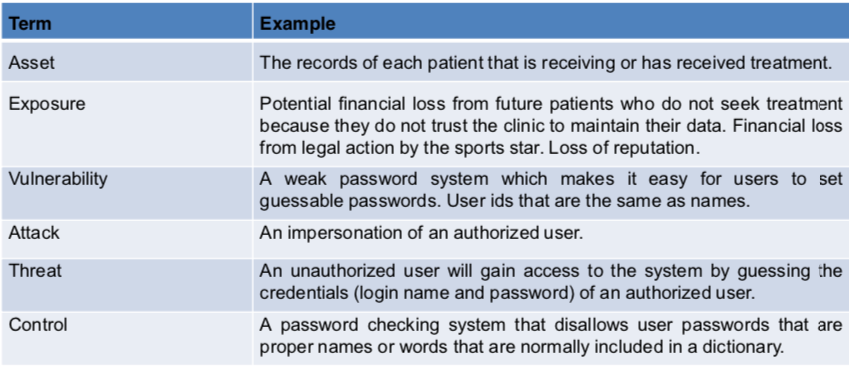 Term Example
Asset The records of each patient that is receiving or has received treatment.
Exposure Potential financial loss from future patients who do not seek treatment
because they do not trust the clinic to maintain their data. Financial loss
from legal action by the sports star. Loss of reputation.
Vulnerability A weak password system which makes it easy for users to set
guessable passwords. User ids that are the same as names.
Attack An impersonation of an authorized user.
Threat An unauthorized user will gain access to the system by guessing the
credentials (login name and password) of an authorized user.
Control A password checking system that disallows user passwords that are
proper names or words that are normally included in a dictionary.